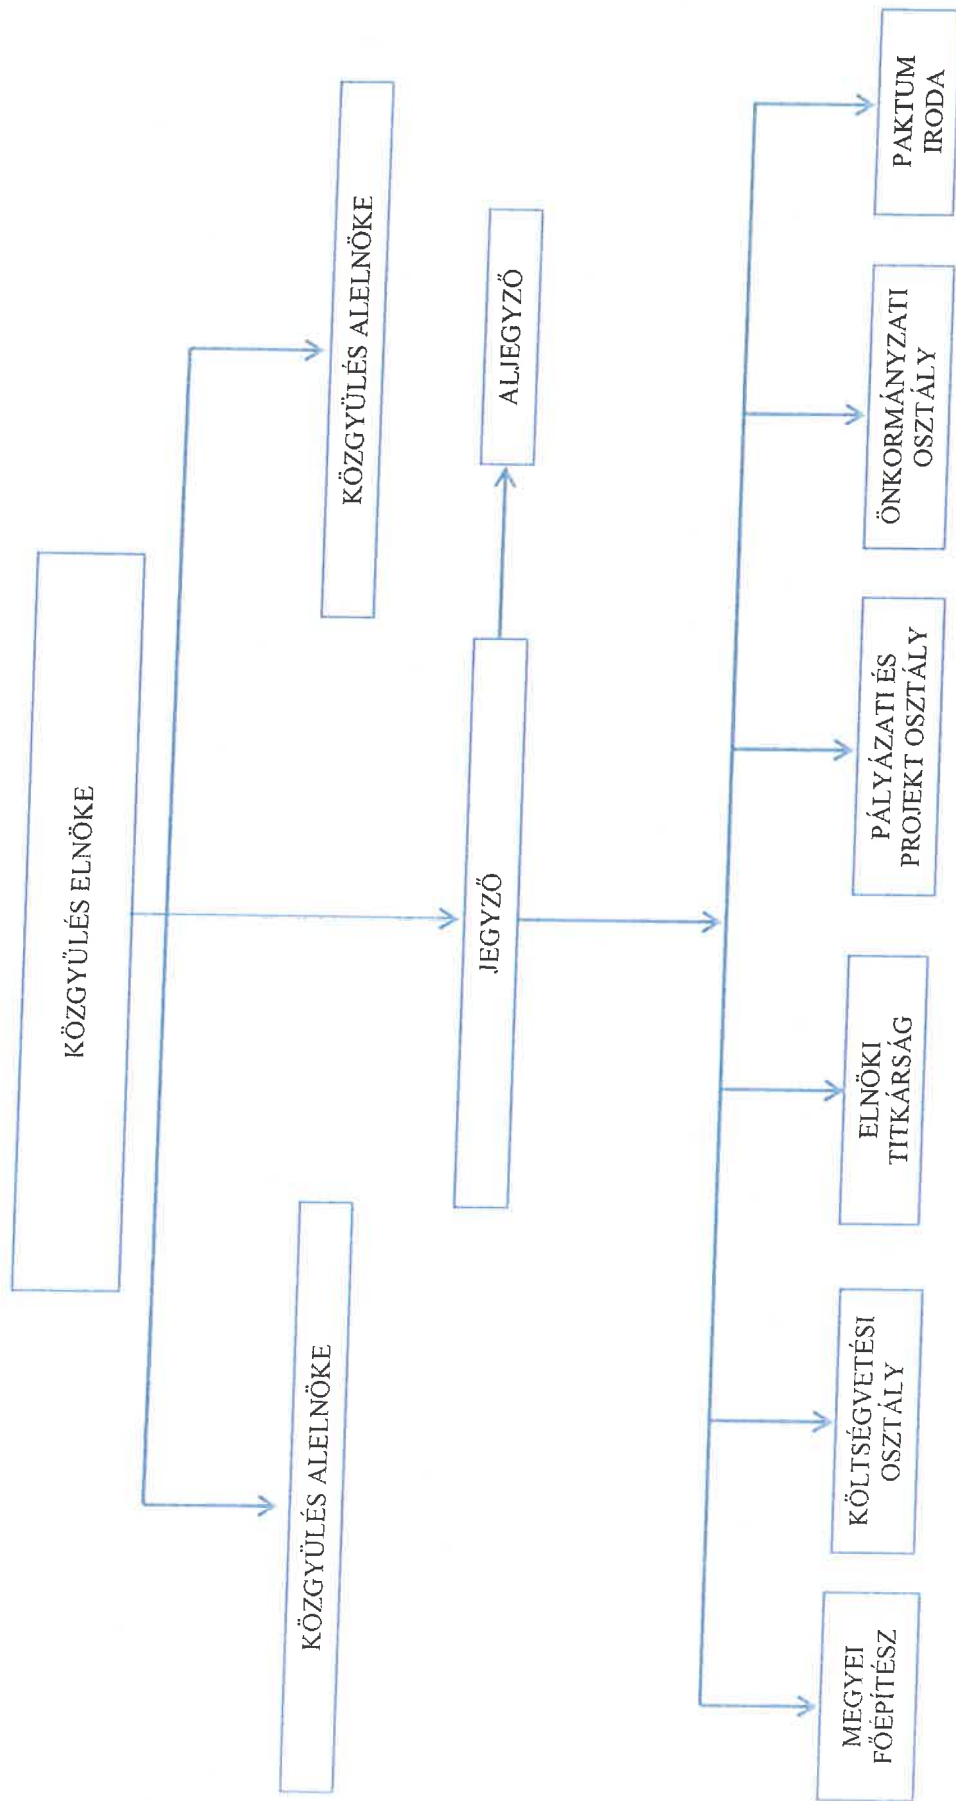 KÖZGYŰLÉS ELNÖKE
KÖZGYŰLÉS ALELNÖKE
KÖZGYŰLÉS ALELNÖKE
JEGYZŐ
ALJEGYZŐ
MEGYEI
FŐÉPÍTÉSZ
KÖLTSÉGVETÉSI
OSZTÁLY
ELNÖKI
TITKÁRSÁG
PÁLYÁZATI ÉS
PROJEKT OSZTÁLY
ÖNKORMÁNYZATI
OSZTÁLY
PAKTUM
IRODA